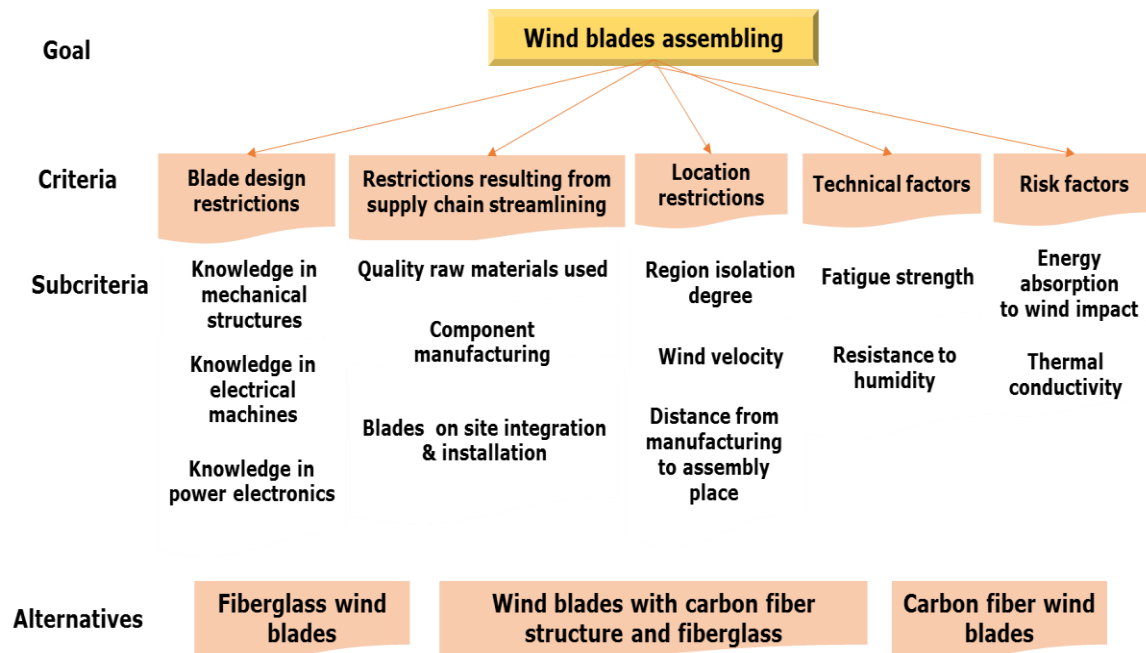 Goal
Wind blades assembling
Criteria
Blade design
restrictions
Restrictions resulting from
supply chain streamlining
Location
restrictions
Technical factors
Risk factors
Subcriteria
Knowledge in
mechanical
structures
Knowledge in
electrical
machines
Knowledge in
power electronics
Quality raw materials used
Component
manufacturing
Blades on site integration
& installation
Region isolation
degree
Wind velocity
Distance from
manufacturing
to assembly
place
Fatigue strength
Resistance to
humidity
Energy
absorption
to wind impact
Thermal
conductivity
Alternatives
Fiberglass wind
blades
Wind blades with carbon fiber
structure and fiberglass
Carbon fiber wind
blades